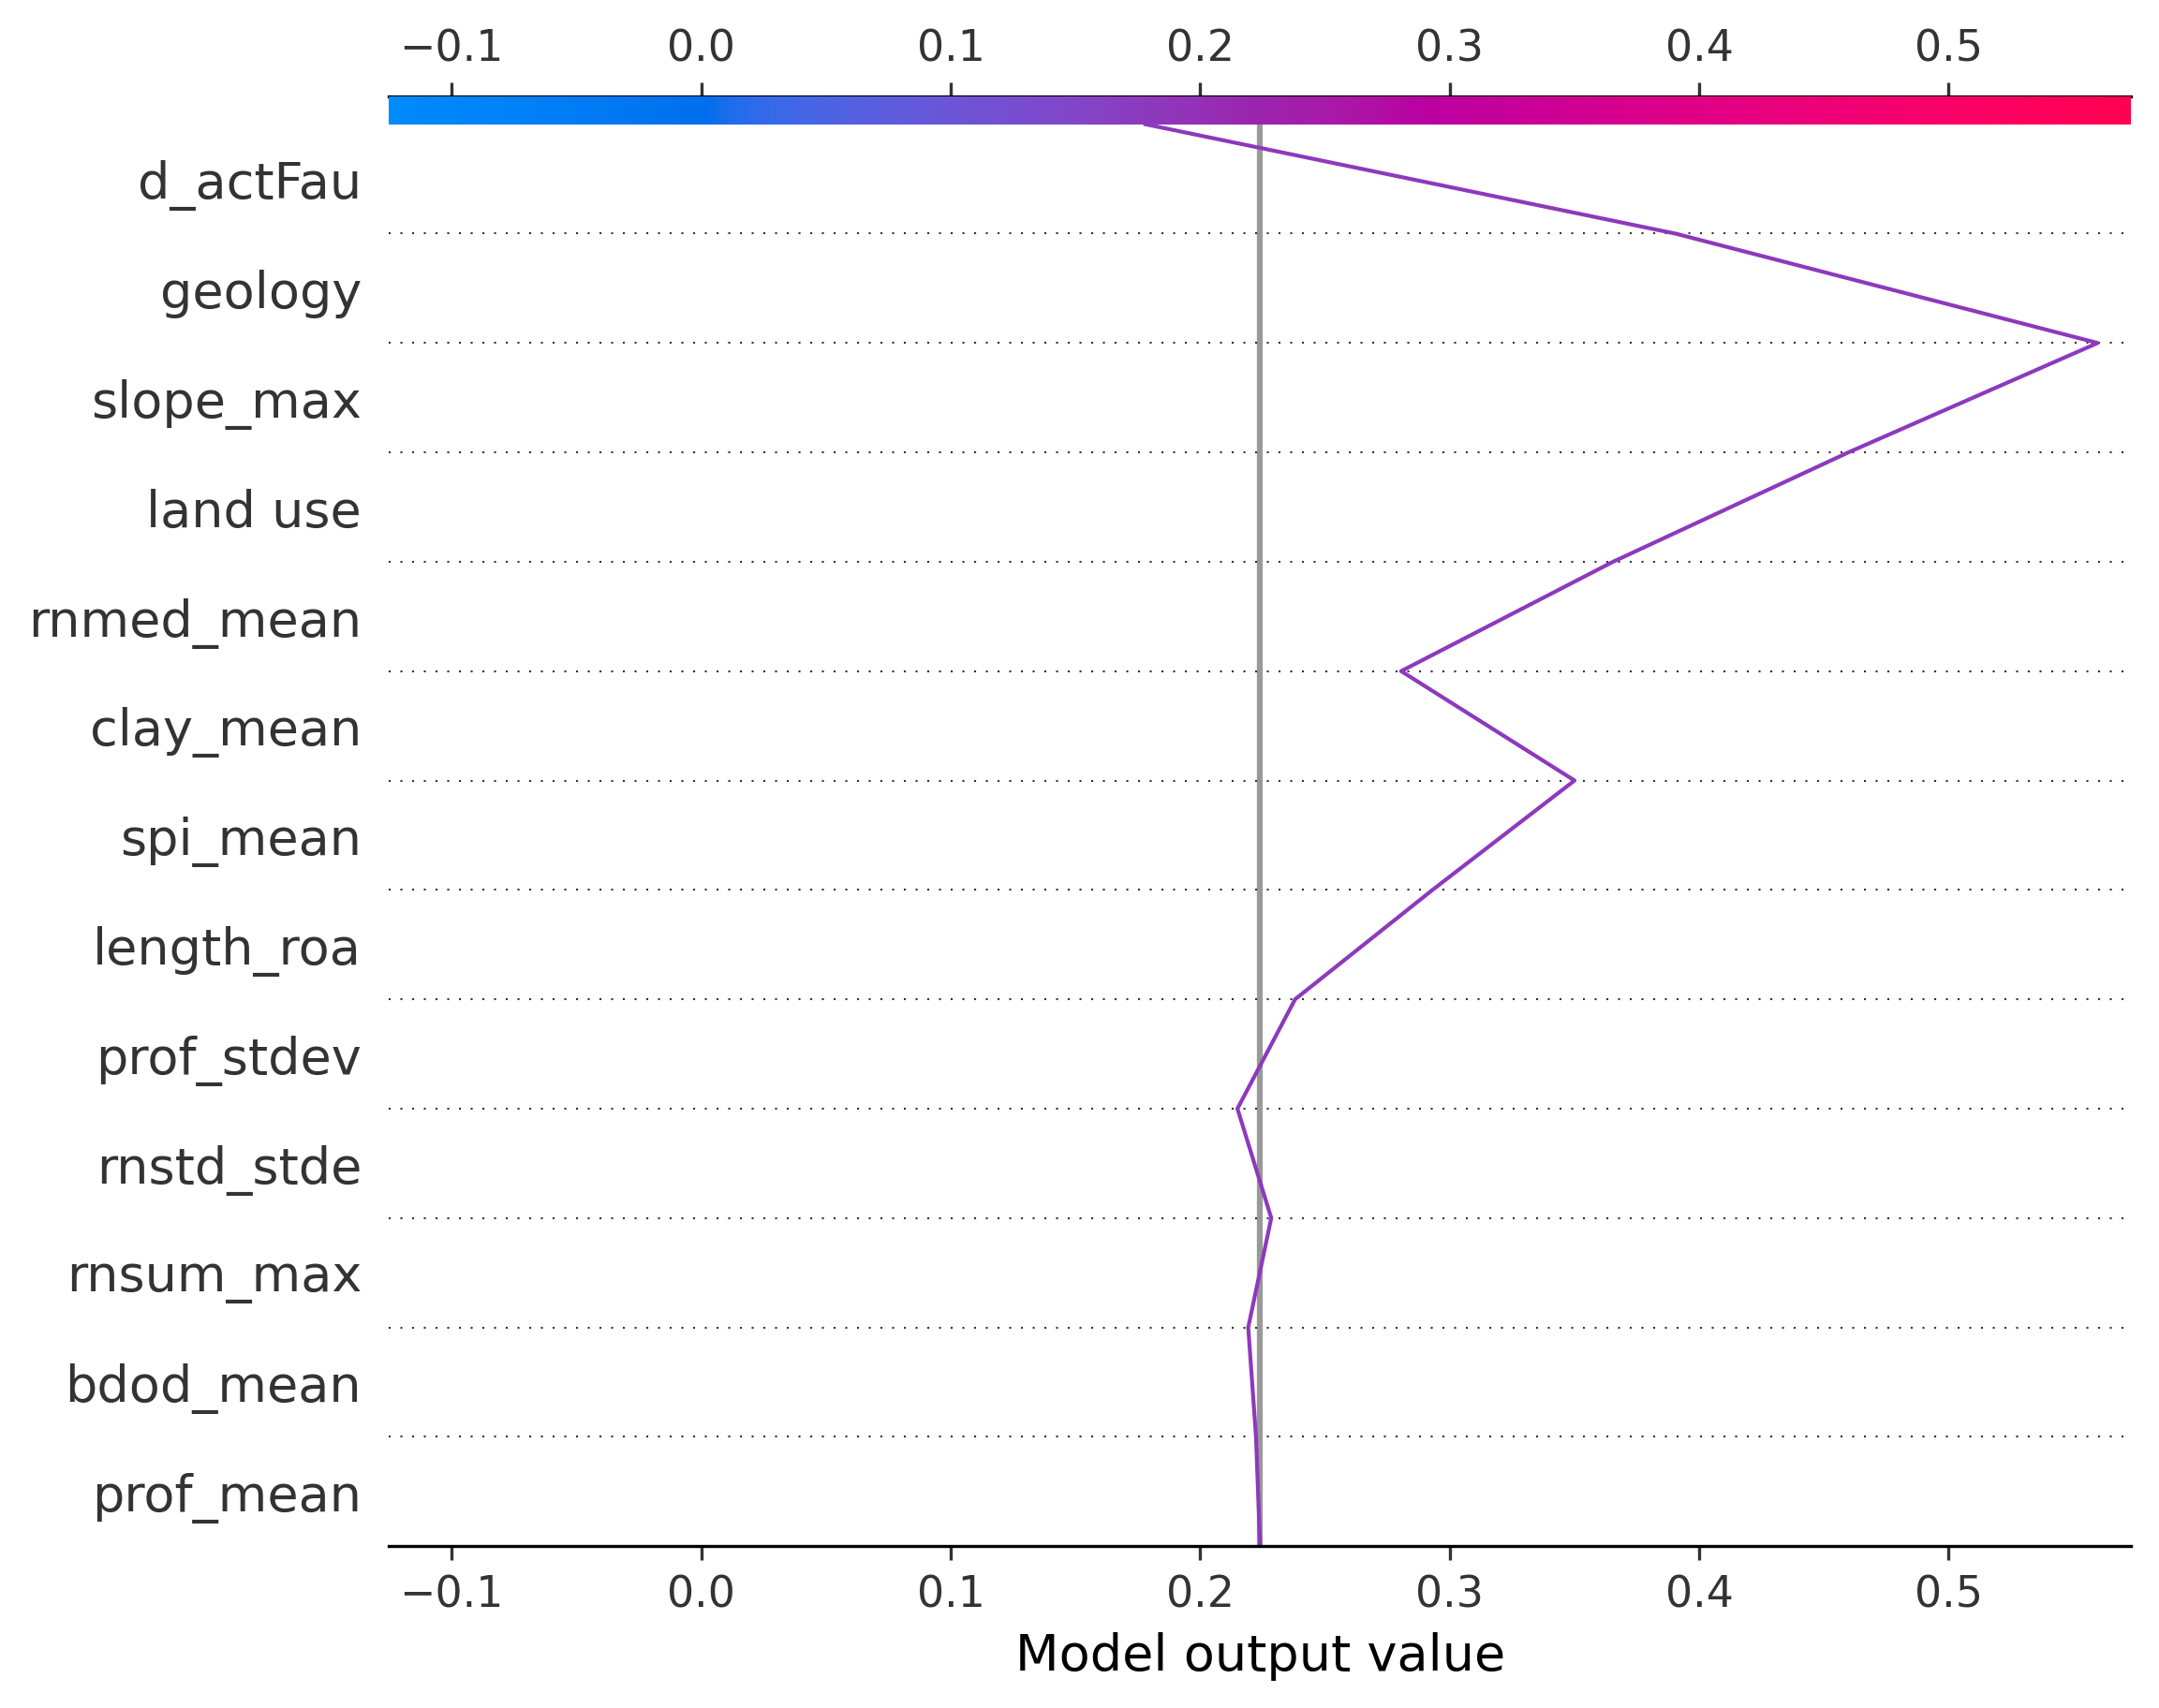 −0.1 0.0 0.1 0.2 0.3 0.4 0.5
d_actFau
geology
slope_max
land use
rnmed_mean
clay_mean
spi_mean
length_roa
prof_stdev
rnstd_stde
rnsum_max
bdod_mean
prof_mean
−0.1 0.0 0.1 0.2 0.3 0.4 0.5
Model output value